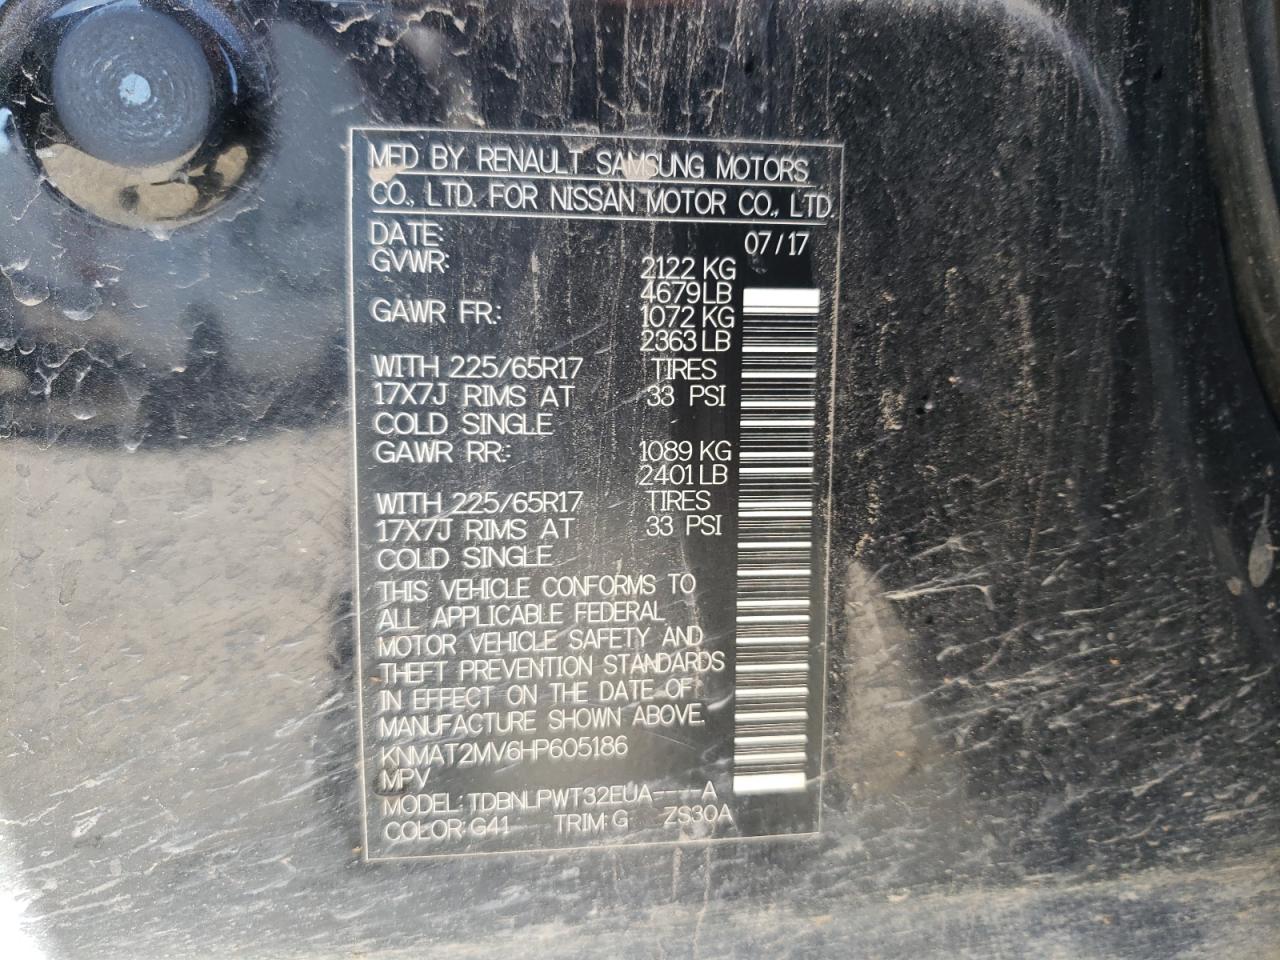 MFD BY RENAULT SAMSUNG MOTORS
CO., LTD. FOR NISSAN MOTOR CO., LTD.
DATE: 07/17
GVWR: 2122 KG
4679 LB
GAWR FR.: 1072 KG
2363 LB
WITH 225/65R17 TIRES
17X7J RIMS AT 33 PSI
COLD SINGLE
GAWR RR: 1089 KG
2401 LB
WITH 225/65R17 TIRES
17X7J RIMS AT 33 PSI
COLD SINGLE
THIS VEHICLE CONFORMS TO
ALL APPLICABLE FEDERAL
MOTOR VEHICLE SAFETY AND
THEFT PREVENTION STANDARDS
IN EFFECT ON THE DATE OF
MANUFACTURE SHOWN ABOVE.
KNMAT2MV6HP605186
MPV
MODEL: TDBNLPWT32EUA----A
COLOR: G41 TRIM: G ZS30A